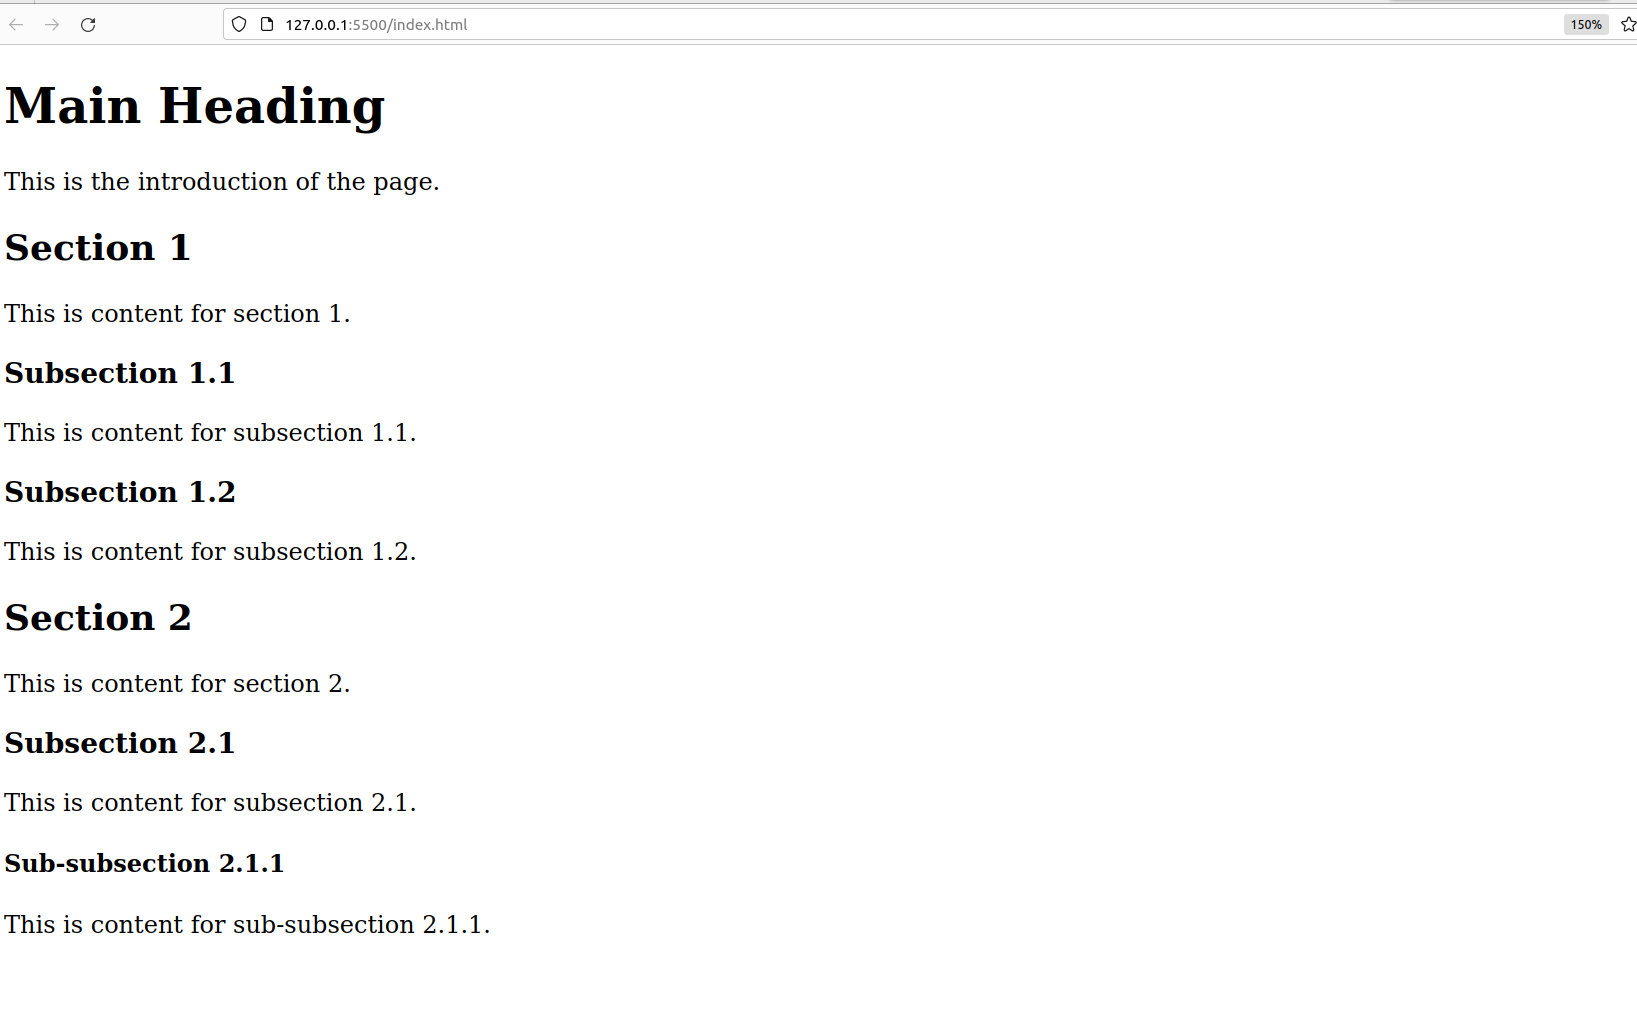 127.0.0.1:5500/index.html
150%
Main Heading
This is the introduction of the page.
Section 1
This is content for section 1.
Subsection 1.1
This is content for subsection 1.1.
Subsection 1.2
This is content for subsection 1.2.
Section 2
This is content for section 2.
Subsection 2.1
This is content for subsection 2.1.
Sub-subsection 2.1.1
This is content for sub-subsection 2.1.1.